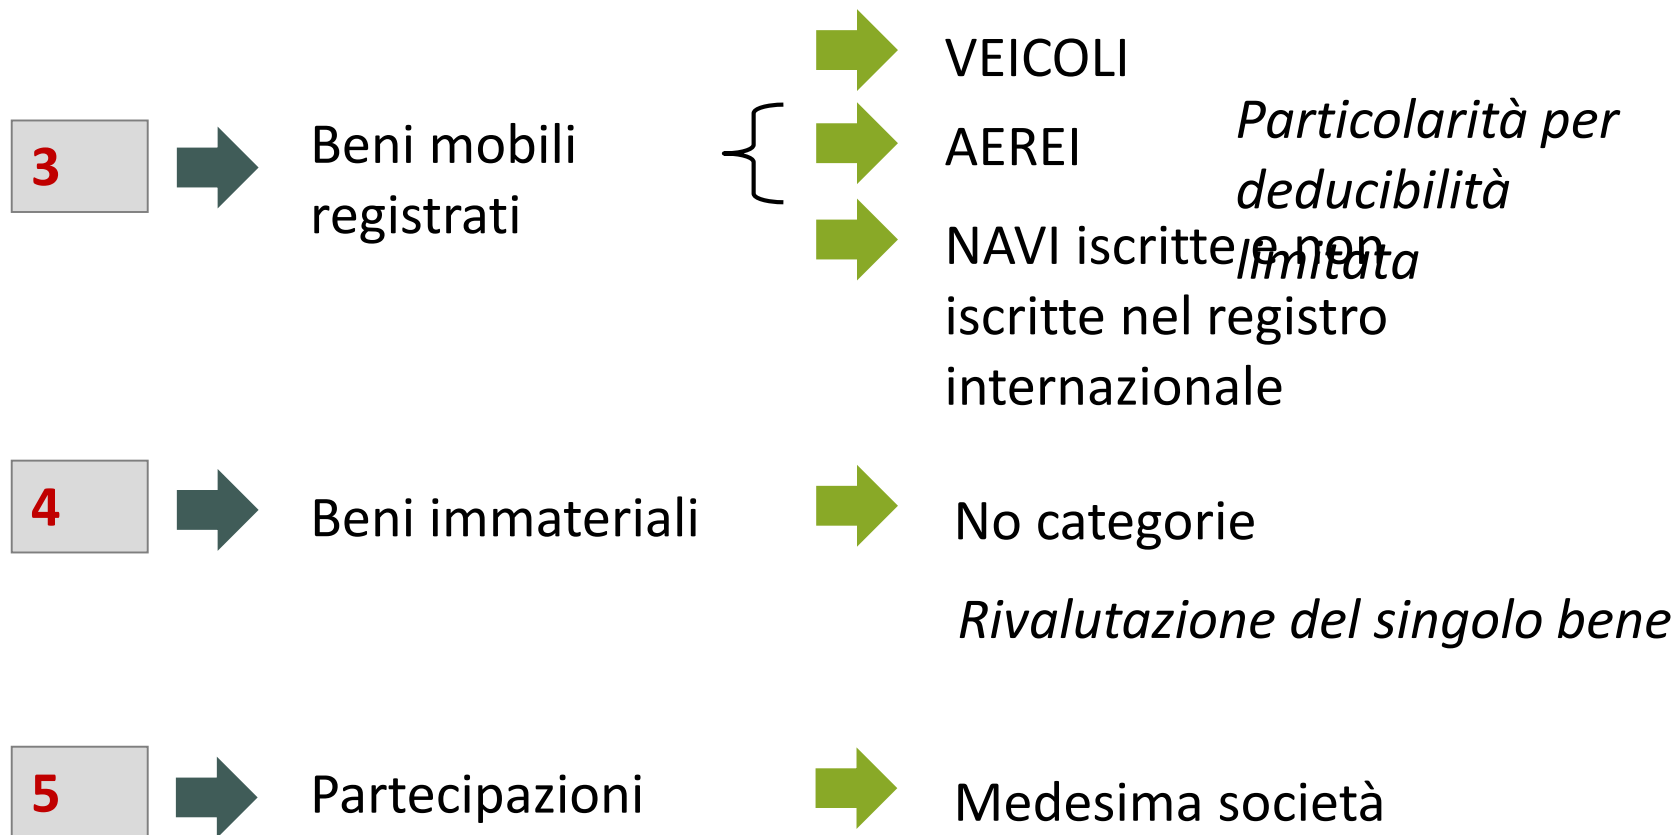 3
Beni mobili
registrati
VEICOLI
AEREI
Particolarità per
deducibilità
limitata
NAVI iscritte e non
iscritte nel registro
internazionale
4
Beni immateriali
No categorie
Rivalutazione del singolo bene
5
Partecipazioni
Medesima società